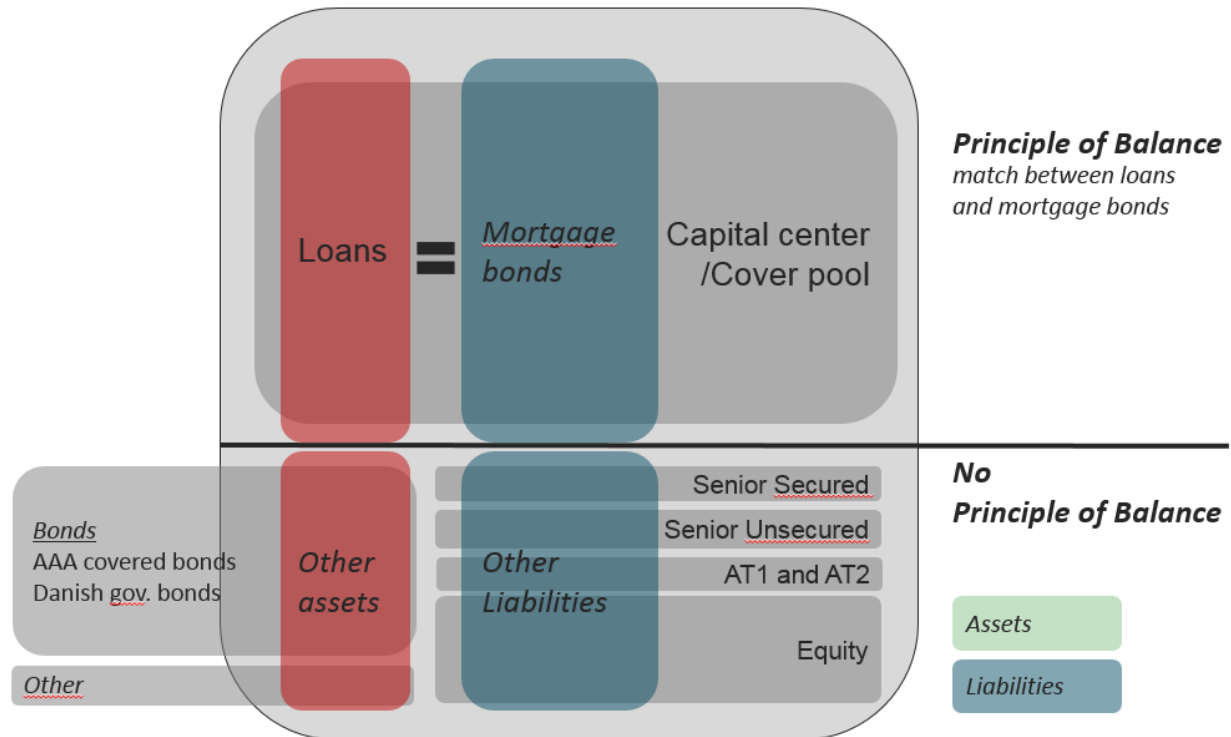 Principle of Balance
match between loans
and mortgage bonds
Loans
=
Mortgage
bonds
Capital center
/Cover pool
No
Principle of Balance
Bonds
AAA covered bonds
Danish gov. bonds
Other
Other
assets
Other
Liabilities
Senior Secured
Senior Unsecured
AT1 and AT2
Equity
Assets
Liabilities